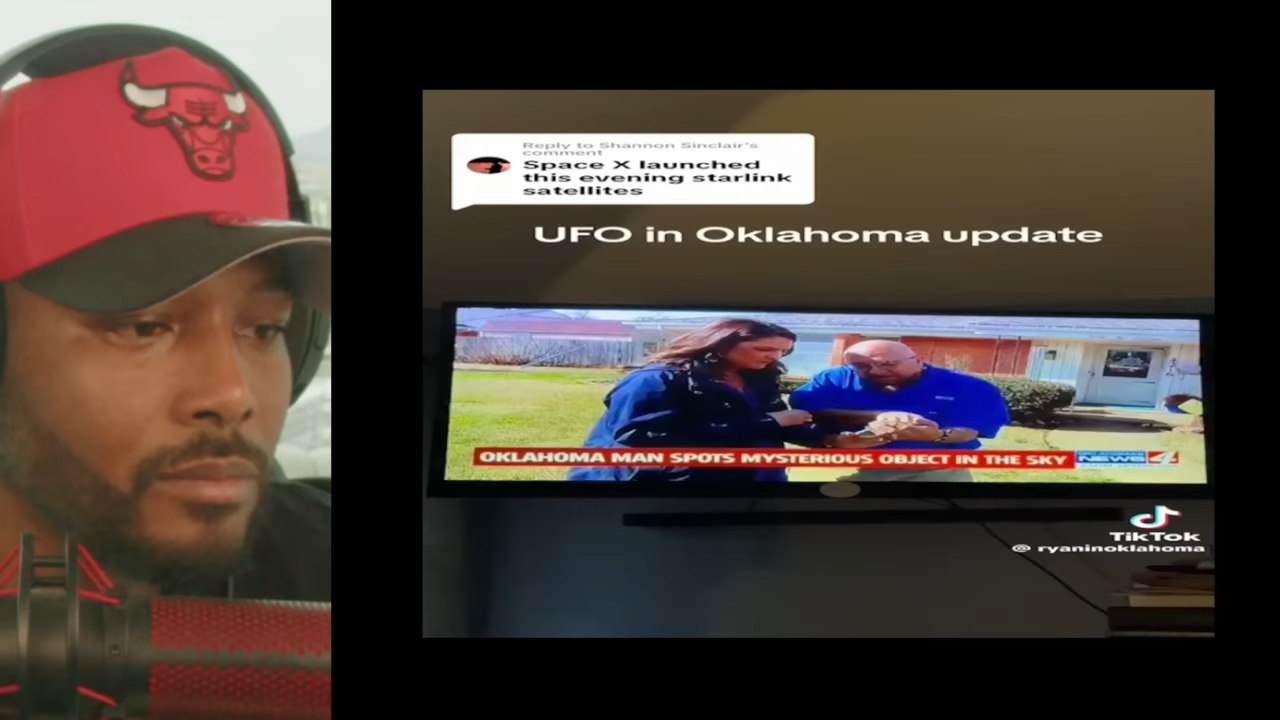 Reply to Shannon Sinclair's
comment
Space X launched
this evening starlink
satellites
UFO in Oklahoma update
OKLAHOMA MAN SPOTS MYSTERIOUS OBJECT IN THE SKY
NEWS 4
TikTok
@ ryaninoklahoma